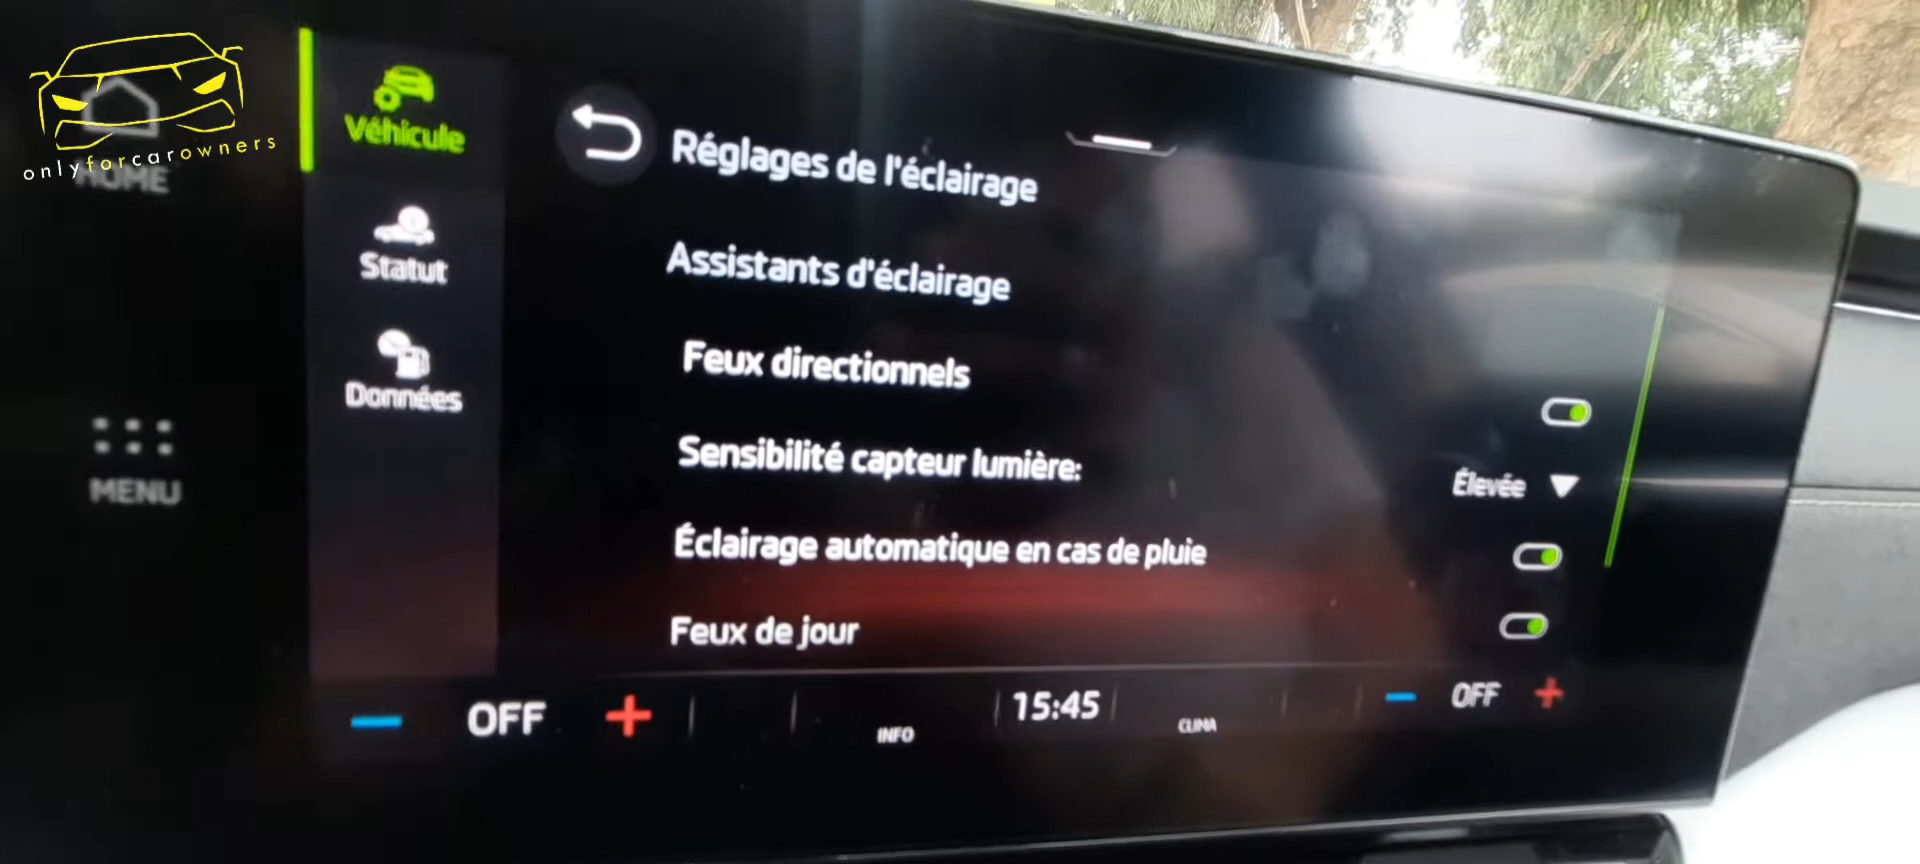 onlyforcarowners
HOME
MENU
Véhicule
Statut
Données
Réglages de l'éclairage
Assistants d'éclairage
Feux directionnels
Sensibilité capteur lumière:
Élevée
Éclairage automatique en cas de pluie
Feux de jour
OFF
INFO
15:45
CLIMA
OFF